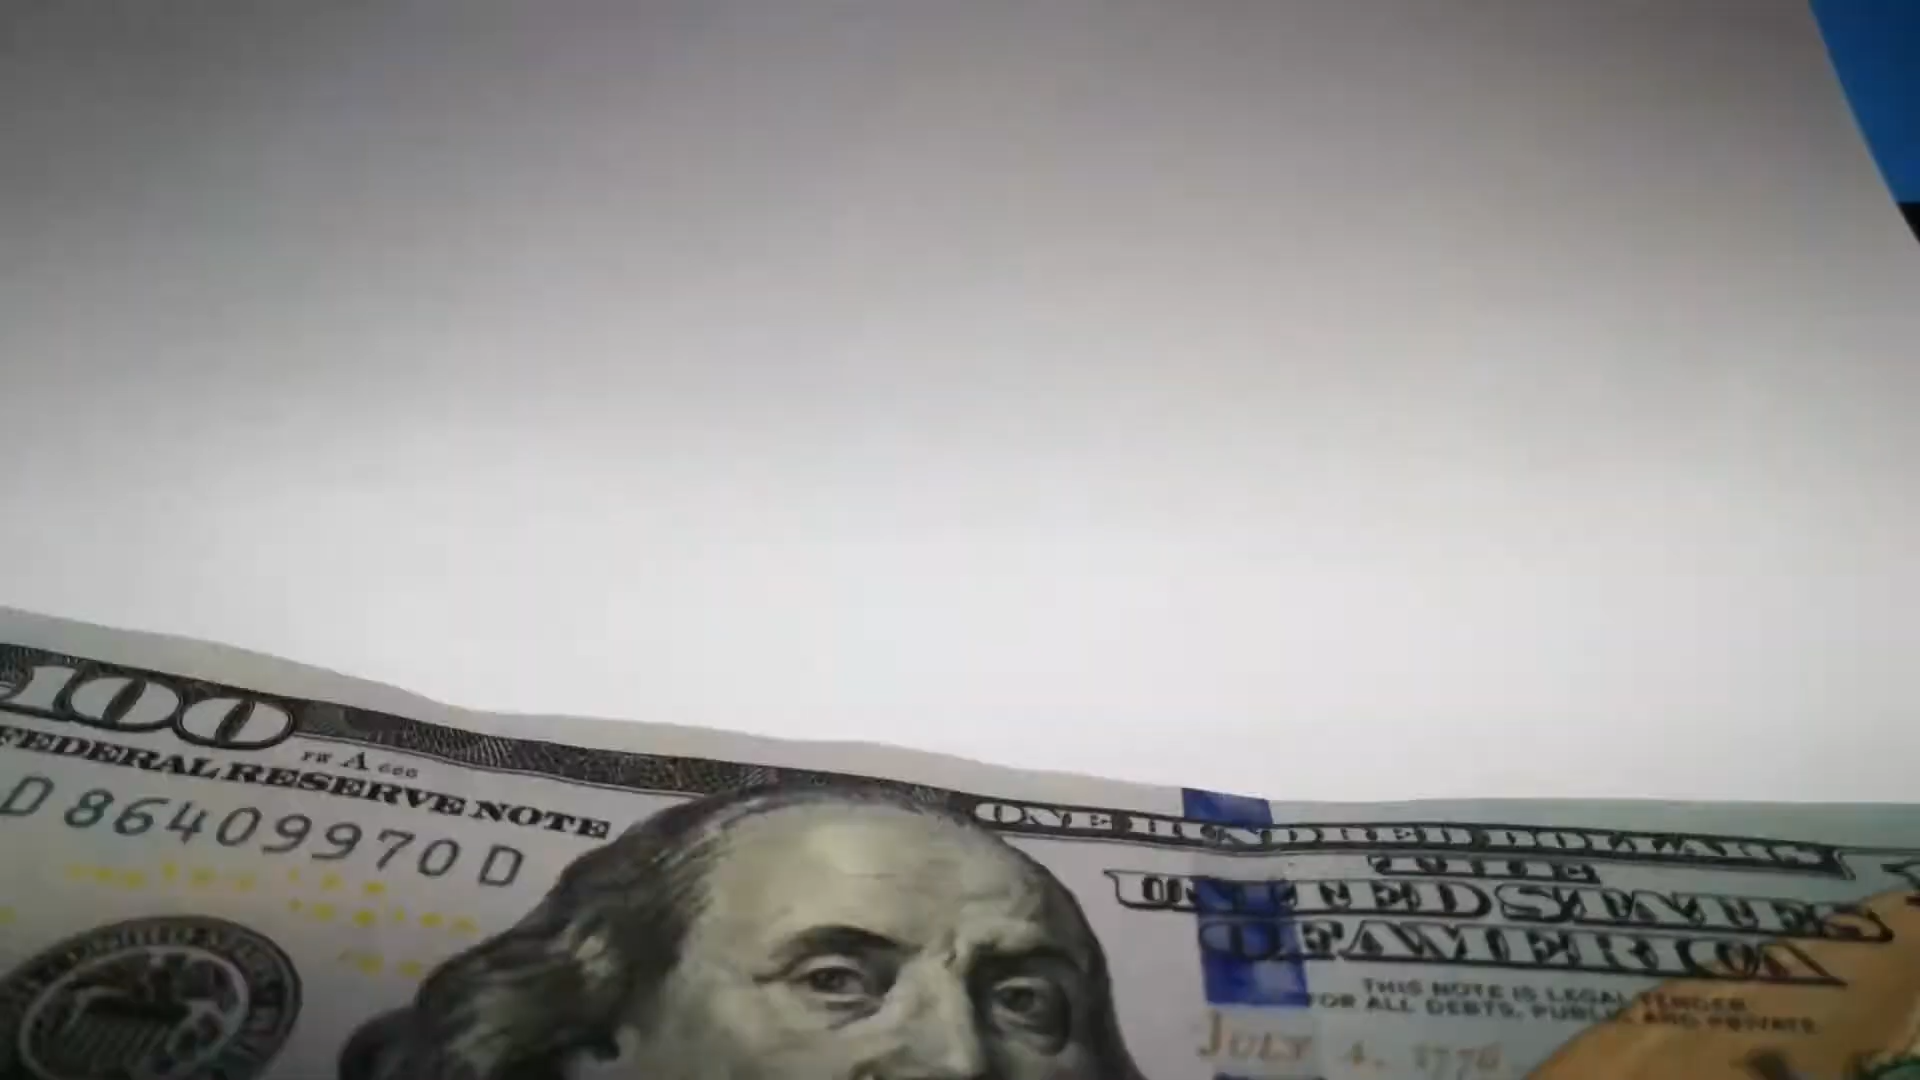 100
FEDERAL RESERVE NOTE
D 86409970 D
ONE HUNDRED DOLLARS
THE
UNITED STATES
OF AMERICA
THIS NOTE IS LEGAL TENDER
FOR ALL DEBTS, PUBLIC AND PRIVATE
JULY 4, 1776